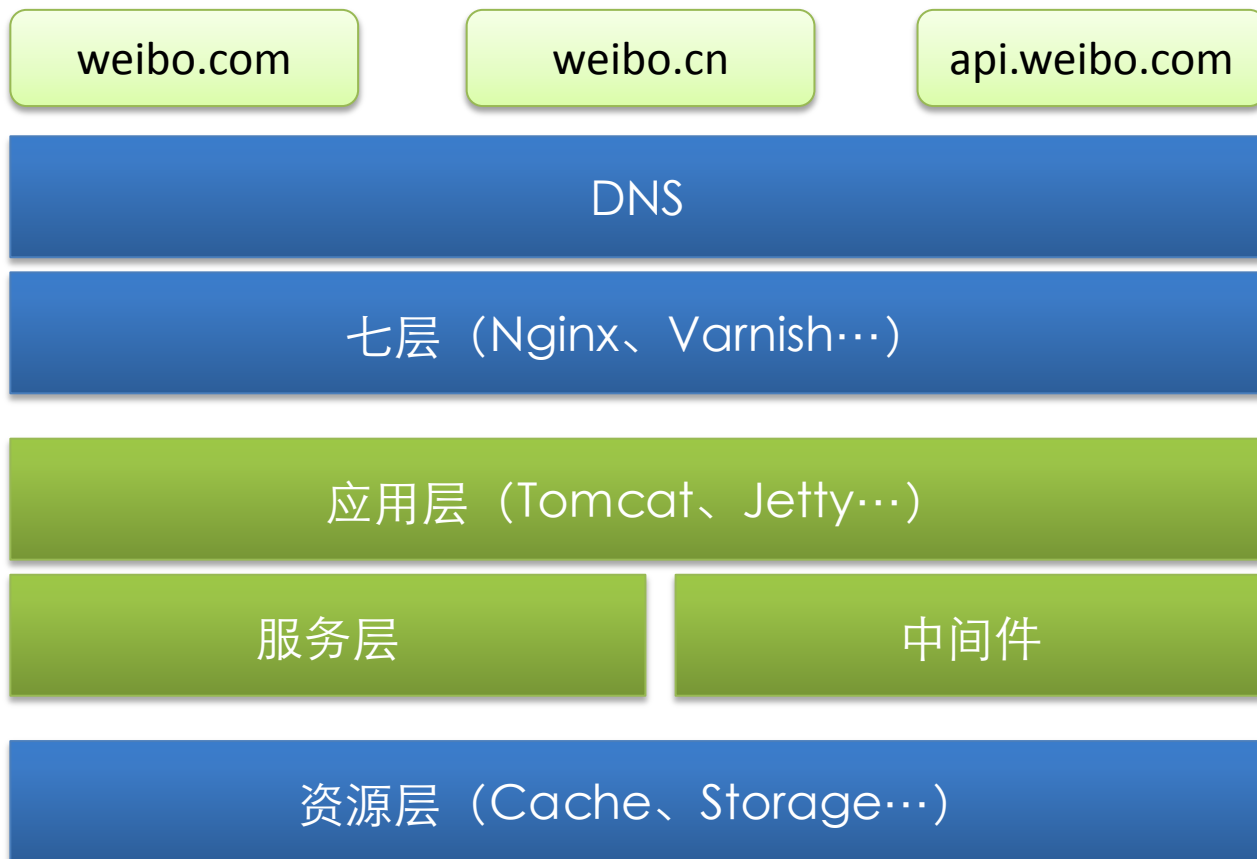 weibo.com
weibo.cn
api.weibo.com
DNS
七层（Nginx、Varnish…）
应用层（Tomcat、Jetty…）
服务层
中间件
资源层（Cache、Storage…）